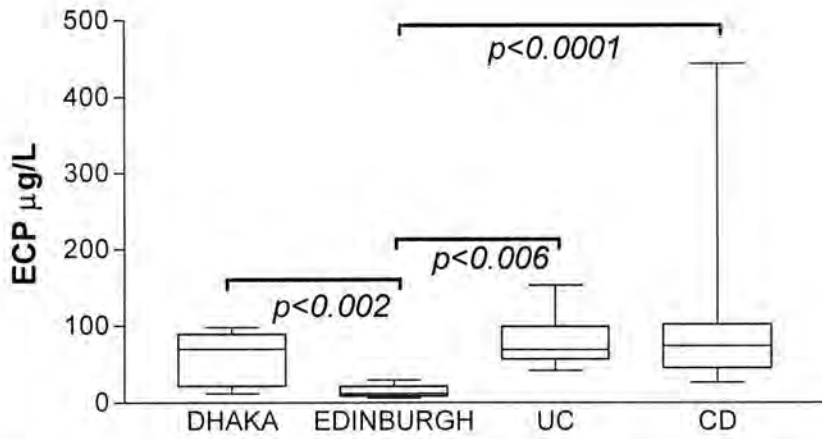 500
p<0.0001
400
300
ECP µg/L
200
p<0.006
p<0.002
100
0
DHAKA EDINBURGH UC CD